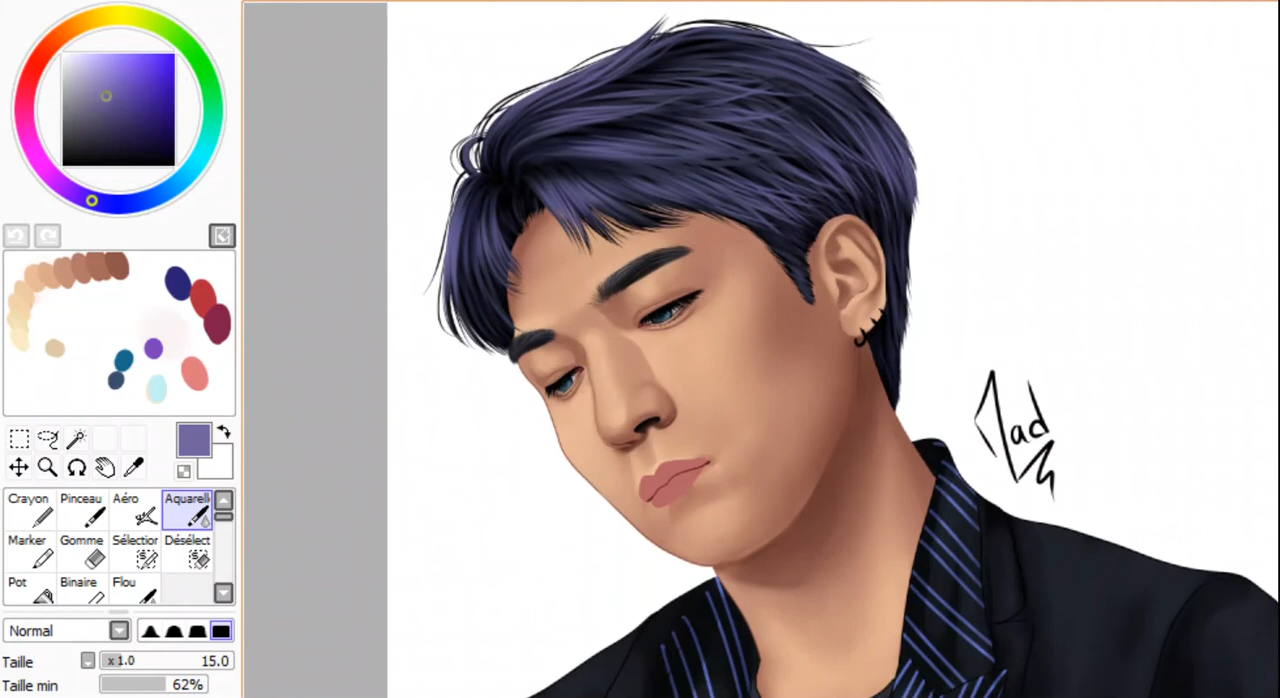 Crayon Pinceau Aéro Aquarell
Marker Gomme Sélection Désélect
Pot Binaire Flou
Normal
Taille x 1.0 15.0
Taille min 62%